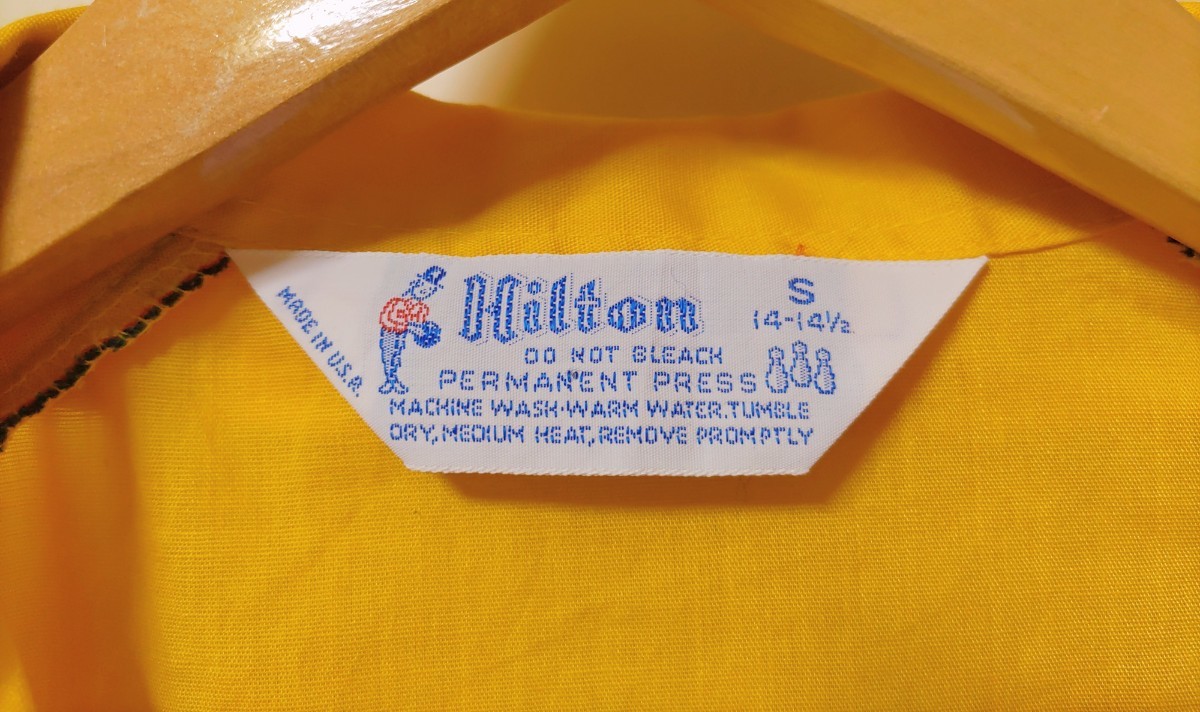 MADE IN U.S.A.
Hilton
S
14-14½
DO NOT BLEACH
PERMANENT PRESS
MACHINE WASH·WARM WATER.TUMBLE
DRY,MEDIUM HEAT,REMOVE PROMPTLY